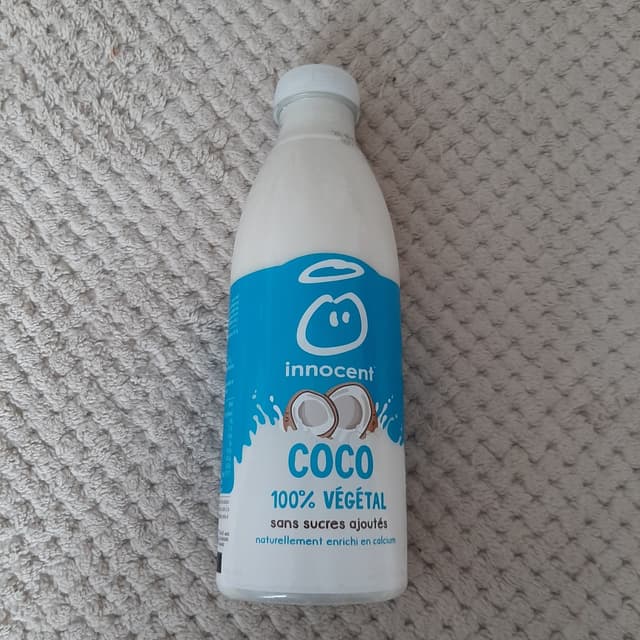 innocent
COCO
100% VÉGÉTAL
sans sucres ajoutés
naturellement enrichi en calcium